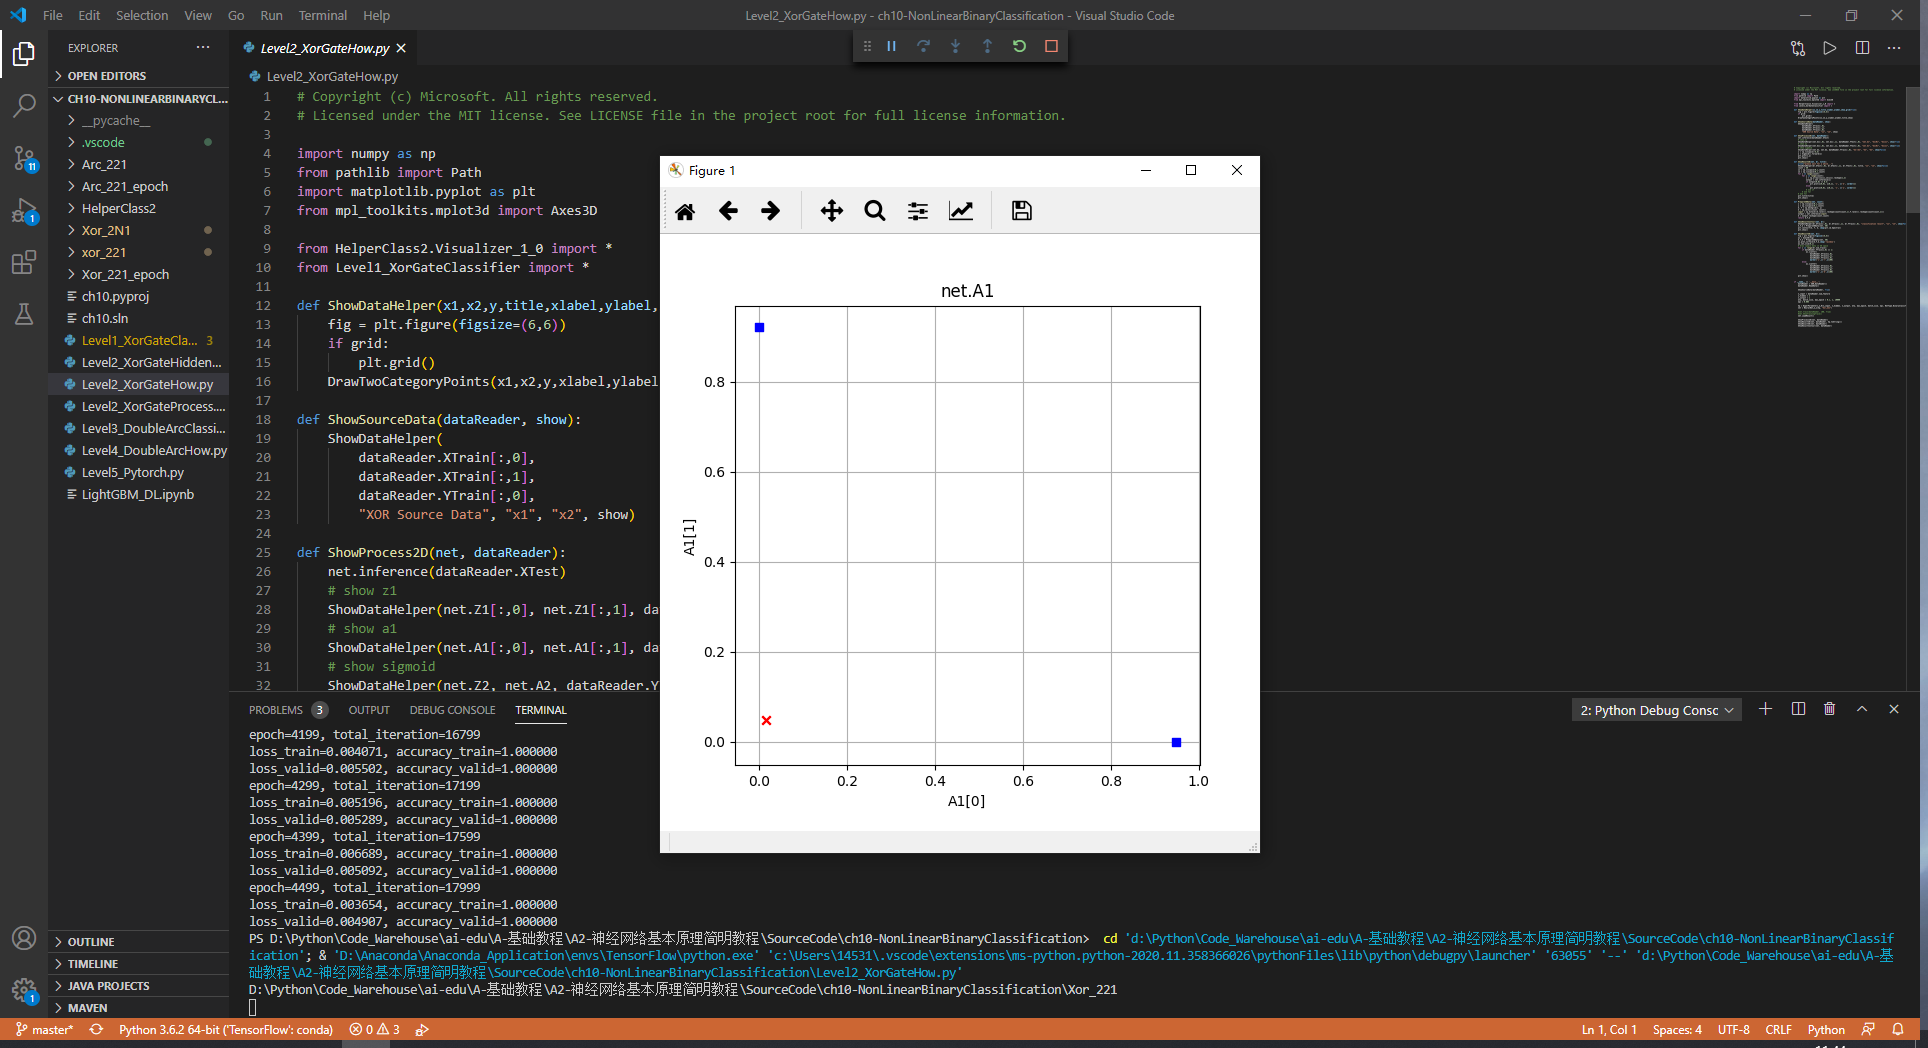 File Edit Selection View Go Run Terminal Help
Level2_XorGateHow.py - ch10-NonLinearBinaryClassification - Visual Studio Code
EXPLORER
OPEN EDITORS
CH10-NONLINEARBINARYCL...
__pycache__
.vscode
Arc_221
Arc_221_epoch
HelperClass2
Xor_2N1
xor_221
Xor_221_epoch
ch10.pyproj
ch10.sln
Level1_XorGateCla... 3
Level2_XorGateHidden...
Level2_XorGateHow.py
Level2_XorGateProcess....
Level3_DoubleArcClassi...
Level4_DoubleArcHow.py
Level5_Pytorch.py
LightGBM_DL.ipynb
OUTLINE
TIMELINE
JAVA PROJECTS
MAVEN
11
1
1
Level2_XorGateHow.py
Level2_XorGateHow.py
1 # Copyright (c) Microsoft. All rights reserved.
2 # Licensed under the MIT license. See LICENSE file in the project root for full license information.
3
4 import numpy as np
5 from pathlib import Path
6 import matplotlib.pyplot as plt
7 from mpl_toolkits.mplot3d import Axes3D
8
9 from HelperClass2.Visualizer_1_0 import *
10 from Level1_XorGateClassifier import *
11
12 def ShowDataHelper(x1,x2,y,title,xlabel,ylabel,
13 fig = plt.figure(figsize=(6,6))
14 if grid:
15 plt.grid()
16 DrawTwoCategoryPoints(x1,x2,y,xlabel,ylabel
17
18 def ShowSourceData(dataReader, show):
19 ShowDataHelper(
20 dataReader.XTrain[:,0],
21 dataReader.XTrain[:,1],
22 dataReader.YTrain[:,0],
23 "XOR Source Data", "x1", "x2", show)
24
25 def ShowProcess2D(net, dataReader):
26 net.inference(dataReader.XTest)
27 # show z1
28 ShowDataHelper(net.Z1[:,0], net.Z1[:,1], da
29 # show a1
30 ShowDataHelper(net.A1[:,0], net.A1[:,1], da
31 # show sigmoid
32 ShowDataHelper(net.Z2, net.A2, dataReader.Y
Figure 1
net.A1
A1[1]
0.8
0.6
0.4
0.2
0.0
0.0 0.2 0.4 0.6 0.8 1.0
A1[0]
PROBLEMS 3 OUTPUT DEBUG CONSOLE TERMINAL
2: Python Debug Consc
epoch=4199, total_iteration=16799
loss_train=0.004071, accuracy_train=1.000000
loss_valid=0.005502, accuracy_valid=1.000000
epoch=4299, total_iteration=17199
loss_train=0.005196, accuracy_train=1.000000
loss_valid=0.005289, accuracy_valid=1.000000
epoch=4399, total_iteration=17599
loss_train=0.006689, accuracy_train=1.000000
loss_valid=0.005092, accuracy_valid=1.000000
epoch=4499, total_iteration=17999
loss_train=0.003654, accuracy_train=1.000000
loss_valid=0.004907, accuracy_valid=1.000000
PS D:\Python\Code_Warehouse\ai-edu\A-基础教程\A2-神经网络基本原理简明教程\SourceCode\ch10-NonLinearBinaryClassification> cd 'd:\Python\Code_Warehouse\ai-edu\A-基础教程\A2-神经网络基本原理简明教程\SourceCode\ch10-NonLinearBinaryClassif
ication'; & 'D:\Anaconda\Anaconda_Application\envs\TensorFlow\python.exe' 'c:\Users\14531\.vscode\extensions\ms-python.python-2020.11.358366026\pythonFiles\lib\python\debugpy\launcher' '63055' '--' 'd:\Python\Code_Warehouse\ai-edu\A-基
础教程\A2-神经网络基本原理简明教程\SourceCode\ch10-NonLinearBinaryClassification\Level2_XorGateHow.py'
D:\Python\Code_Warehouse\ai-edu\A-基础教程\A2-神经网络基本原理简明教程\SourceCode\ch10-NonLinearBinaryClassification\Xor_221
master* Python 3.6.2 64-bit ('TensorFlow': conda) 0 3
Ln 1, Col 1 Spaces: 4 UTF-8 CRLF Python